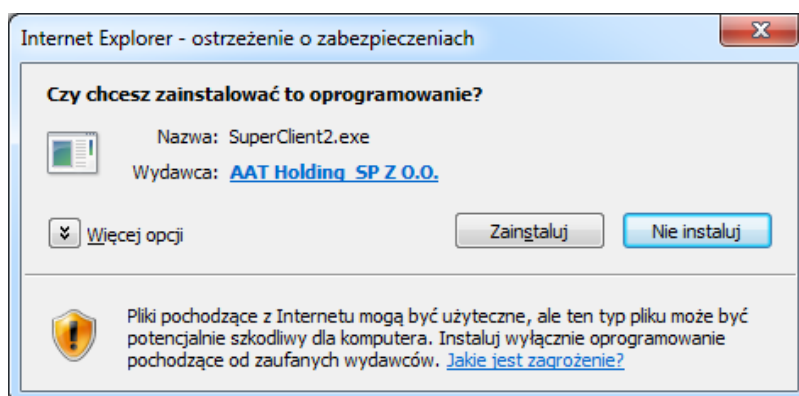 Internet Explorer - ostrzeżenie o zabezpieczeniach
Czy chcesz zainstalować to oprogramowanie?
Nazwa: SuperClient2.exe
Wydawca: AAT Holding SP Z O.O.
Więcej opcji
Zainstaluj
Nie instaluj
Pliki pochodzące z Internetu mogą być użyteczne, ale ten typ pliku może być
potencjalnie szkodliwy dla komputera. Instaluj wyłącznie oprogramowanie
pochodzące od zaufanych wydawców. Jakie jest zagrożenie?